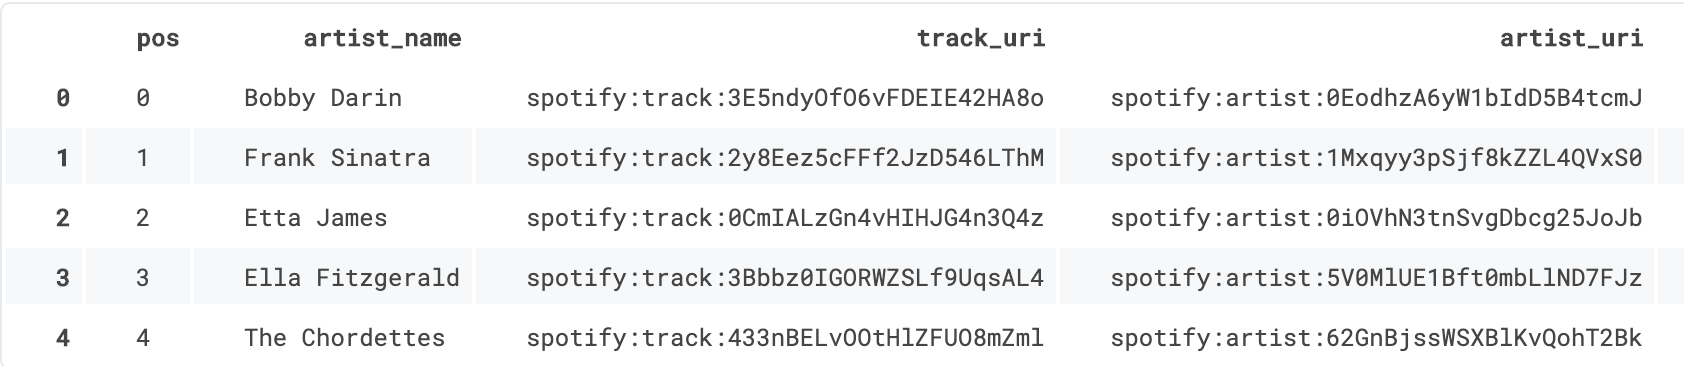 pos artist_name track_uri artist_uri
0 0 Bobby Darin spotify:track:3E5ndyOfO6vFDEIE42HA8o spotify:artist:0EodhzA6yW1bIdD5B4tcmJ
1 1 Frank Sinatra spotify:track:2y8Eez5cFFf2JzD546LThM spotify:artist:1Mxqyy3pSjf8kZZL4QVxS0
2 2 Etta James spotify:track:0CmIALzGn4vHIHJG4n3Q4z spotify:artist:0iOVhN3tnSvgDbcg25JoJb
3 3 Ella Fitzgerald spotify:track:3Bbbz0IGORWZSLf9UqsAL4 spotify:artist:5V0MlUE1Bft0mbLlND7FJz
4 4 The Chordettes spotify:track:433nBELvOOtHlZFUO8mZml spotify:artist:62GnBjssWSXBlKvQohT2Bk